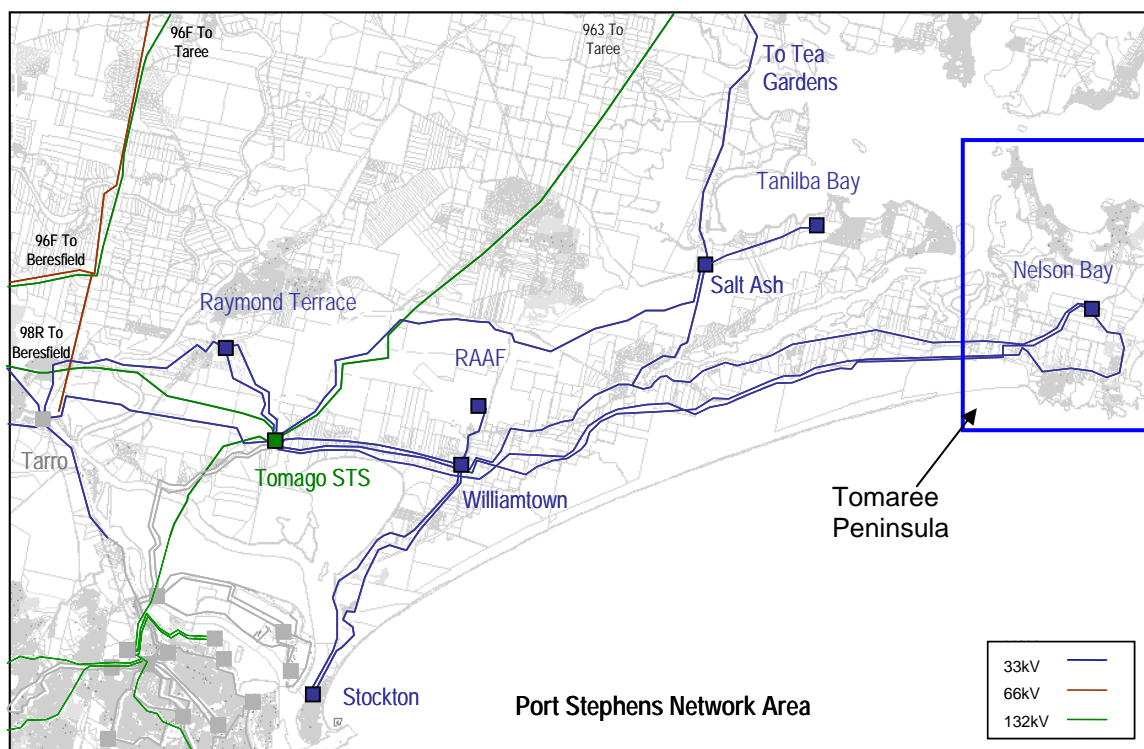 96F To
Taree
963 To
Taree
To Tea
Gardens
Tanilba Bay
96F To
Beresfield
Salt Ash
Nelson Bay
Raymond Terrace
98R To
Beresfield
RAAF
Tarro
Tomago STS
Williamtown
Tomaree
Peninsula
Stockton
Port Stephens Network Area
33kV
66kV
132kV